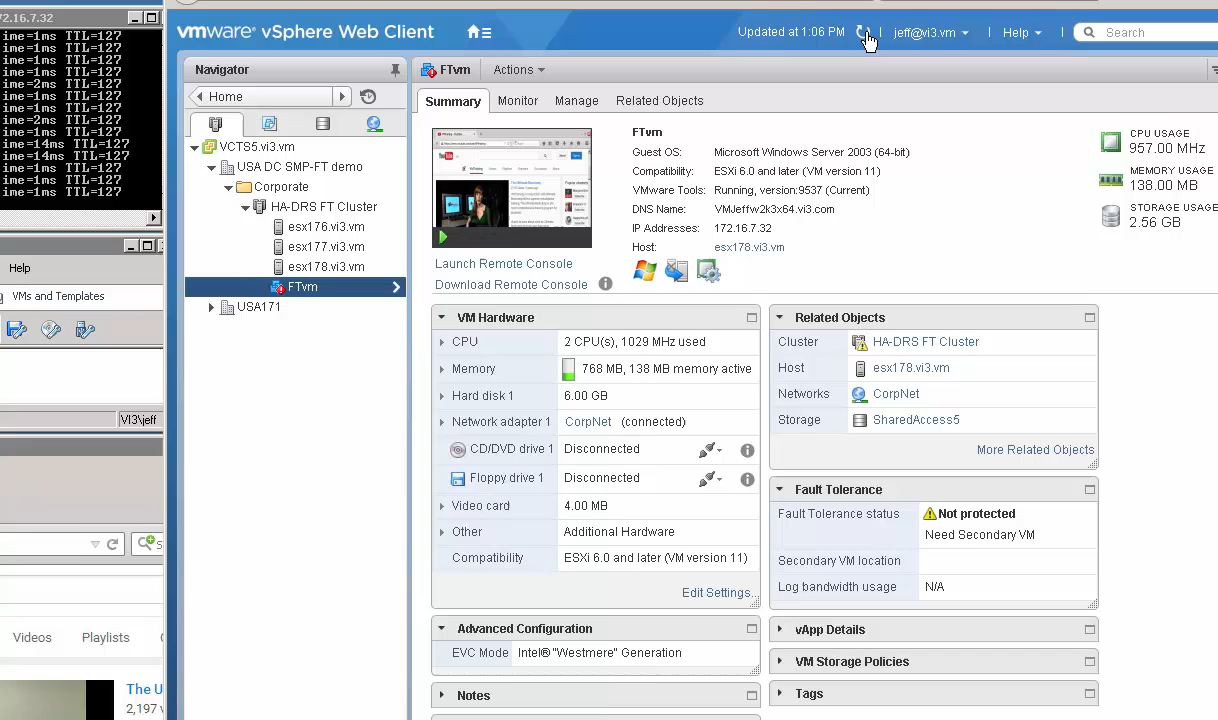 72.16.7.32
ime=1ms TTL=127
ime=1ms TTL=127
ime=1ms TTL=127
ime=1ms TTL=127
ime=2ms TTL=127
ime=1ms TTL=127
ime=1ms TTL=127
ime=2ms TTL=127
ime=1ms TTL=127
ime=14ms TTL=127
ime=14ms TTL=127
ime=1ms TTL=127
ime=1ms TTL=127
ime=1ms TTL=127
Help
VMs and Templates
VI3\jeff
S
Videos
Playlists
The U
2,197 v
vmware® vSphere Web Client
Updated at 1:06 PM
jeff@vi3.vm
Help
Search
Navigator
Home
VCTS5.vi3.vm
USA DC SMP-FT demo
Corporate
HA-DRS FT Cluster
esx176.vi3.vm
esx177.vi3.vm
esx178.vi3.vm
FTvm
USA171
FTvm
Actions
Summary
Monitor
Manage
Related Objects
FTvm
Guest OS: Microsoft Windows Server 2003 (64-bit)
Compatibility: ESXi 6.0 and later (VM version 11)
VMware Tools: Running, version:9537 (Current)
DNS Name: VMJeffw2k3x64.vi3.com
IP Addresses: 172.16.7.32
Host: esx178.vi3.vm
CPU USAGE
957.00 MHz
MEMORY USAGE
138.00 MB
STORAGE USAGE
2.56 GB
Launch Remote Console
Download Remote Console
VM Hardware
CPU 2 CPU(s), 1029 MHz used
Memory 768 MB, 138 MB memory active
Hard disk 1 6.00 GB
Network adapter 1 CorpNet (connected)
CD/DVD drive 1 Disconnected
Floppy drive 1 Disconnected
Video card 4.00 MB
Other Additional Hardware
Compatibility ESXi 6.0 and later (VM version 11)
Edit Settings...
Advanced Configuration
EVC Mode Intel® "Westmere" Generation
Notes
Related Objects
Cluster HA-DRS FT Cluster
Host esx178.vi3.vm
Networks CorpNet
Storage SharedAccess5
More Related Objects
Fault Tolerance
Fault Tolerance status Not protected
Need Secondary VM
Secondary VM location
Log bandwidth usage N/A
vApp Details
VM Storage Policies
Tags